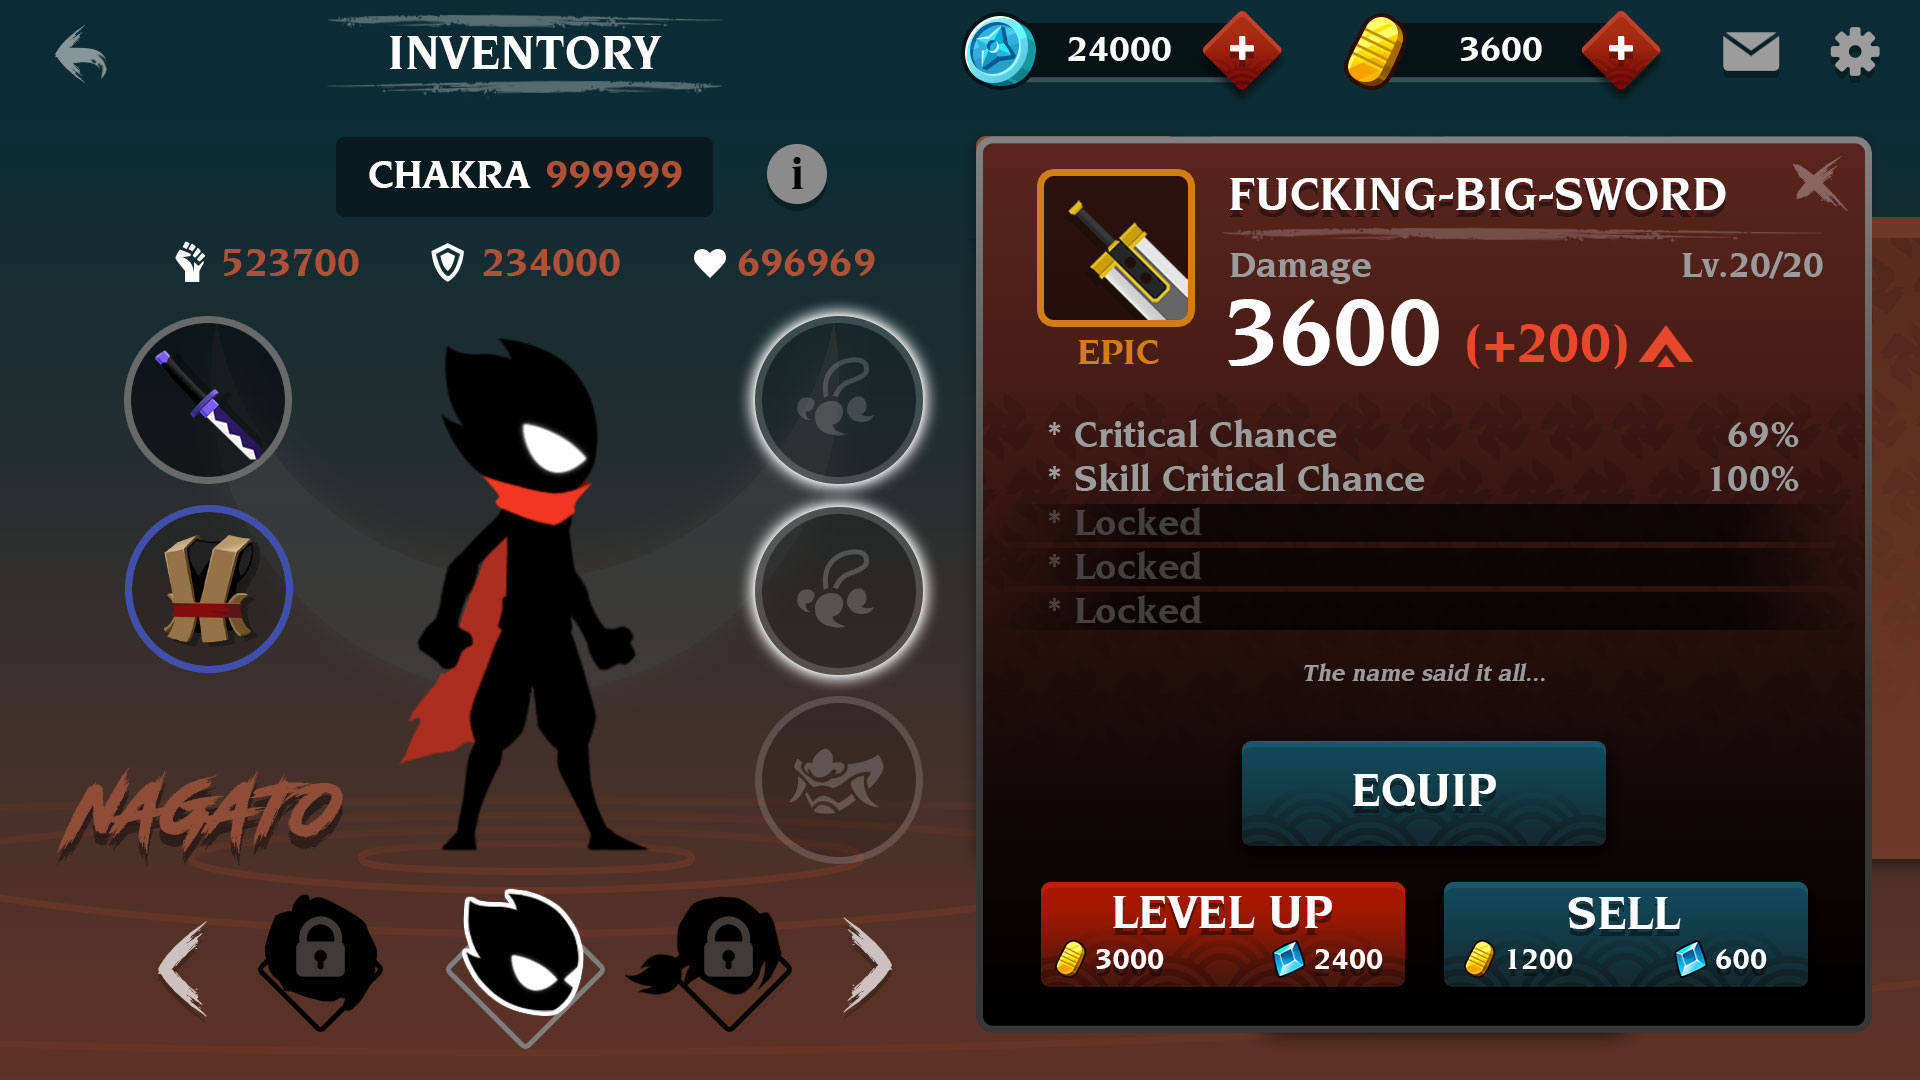 INVENTORY
24000
3600
CHAKRA 999999
i
523700
234000
696969
FUCKING-BIG-SWORD
Damage
Lv.20/20
3600 (+200)
EPIC
* Critical Chance 69%
* Skill Critical Chance 100%
* Locked
* Locked
* Locked
The name said it all...
NAGATO
EQUIP
LEVEL UP
3000 2400
SELL
1200 600